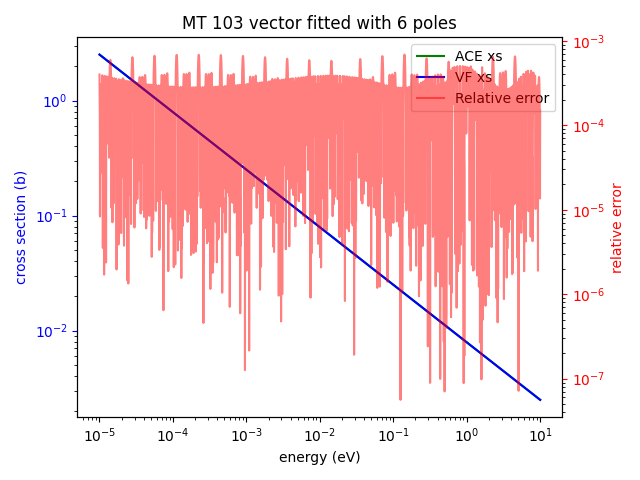 MT 103 vector fitted with 6 poles
ACE xs
VF xs
Relative error
cross section (b)
10^0
10^-1
10^-2
relative error
10^-3
10^-4
10^-5
10^-6
10^-7
10^-5 10^-4 10^-3 10^-2 10^-1 10^0 10^1
energy (eV)